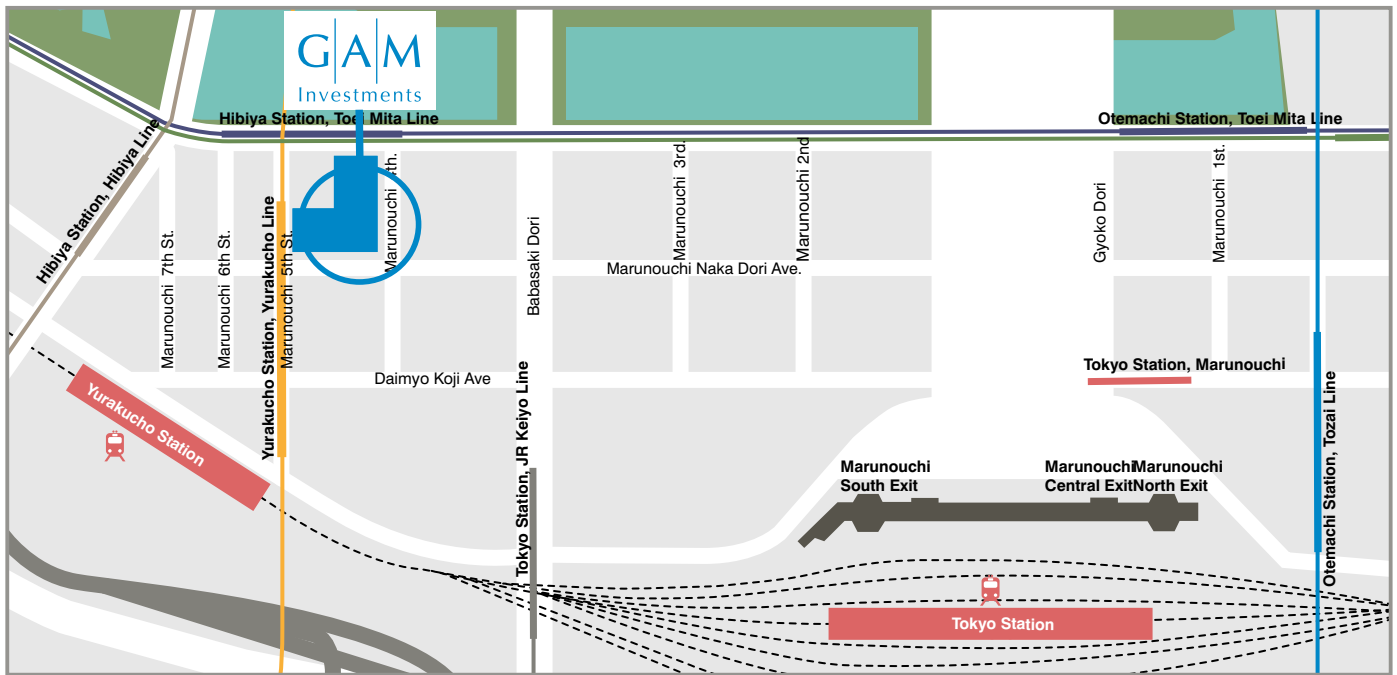 G|A|M
Investments
Hibiya Station, Toei Mita Line
Otemachi Station, Toei Mita Line
Hibiya Station, Hibiya Line
Marunouchi 7th St.
Marunouchi 6th St.
Yurakucho Station, Yurakucho Line
Marunouchi 5th St.
Marunouchi 4th.
Babasaki Dori
Marunouchi 3rd.
Marunouchi 2nd
Gyoko Dori
Marunouchi 1st.
Marunouchi Naka Dori Ave.
Daimyo Koji Ave
Tokyo Station, Marunouchi
Yurakucho Station
Tokyo Station, JR Keiyo Line
Otemachi Station, Tozai Line
Marunouchi
South Exit
Marunouchi
Central Exit
Marunouchi
North Exit
Tokyo Station